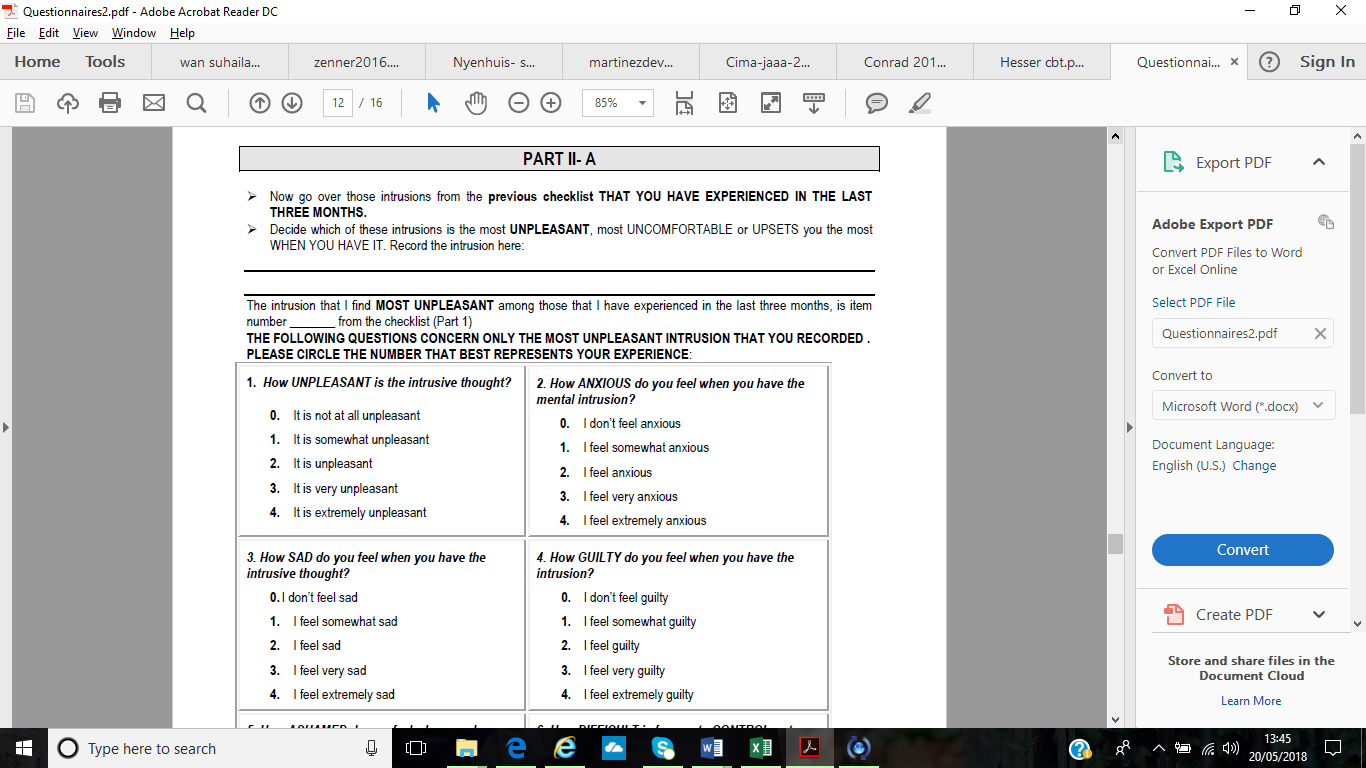 Questionnaires2.pdf - Adobe Acrobat Reader DC
File Edit View Window Help
Home Tools wan suhaila... zenner2016.... Nyenhuis- s... martinezdev... Cima-jaaa-2... Conrad 201... Hesser cbt.p... Questionnai... × ? Sign In
12 / 16 85%
PART II- A
➢ Now go over those intrusions from the previous checklist THAT YOU HAVE EXPERIENCED IN THE LAST
THREE MONTHS.
➢ Decide which of these intrusions is the most UNPLEASANT, most UNCOMFORTABLE or UPSETS you the most
WHEN YOU HAVE IT. Record the intrusion here:
The intrusion that I find MOST UNPLEASANT among those that I have experienced in the last three months, is item
number _______ from the checklist (Part 1)
THE FOLLOWING QUESTIONS CONCERN ONLY THE MOST UNPLEASANT INTRUSION THAT YOU RECORDED .
PLEASE CIRCLE THE NUMBER THAT BEST REPRESENTS YOUR EXPERIENCE:
1. How UNPLEASANT is the intrusive thought?
0. It is not at all unpleasant
1. It is somewhat unpleasant
2. It is unpleasant
3. It is very unpleasant
4. It is extremely unpleasant
2. How ANXIOUS do you feel when you have the
mental intrusion?
0. I don't feel anxious
1. I feel somewhat anxious
2. I feel anxious
3. I feel very anxious
4. I feel extremely anxious
3. How SAD do you feel when you have the
intrusive thought?
0. I don't feel sad
1. I feel somewhat sad
2. I feel sad
3. I feel very sad
4. I feel extremely sad
4. How GUILTY do you feel when you have the
intrusion?
0. I don't feel guilty
1. I feel somewhat guilty
2. I feel guilty
3. I feel very guilty
4. I feel extremely guilty
Export PDF
Adobe Export PDF
Convert PDF Files to Word
or Excel Online
Select PDF File
Questionnaires2.pdf
Convert to
Microsoft Word (*.docx)
Document Language:
English (U.S.) Change
Convert
Create PDF
Store and share files in the
Document Cloud
Learn More
Type here to search
13:45
20/05/2018